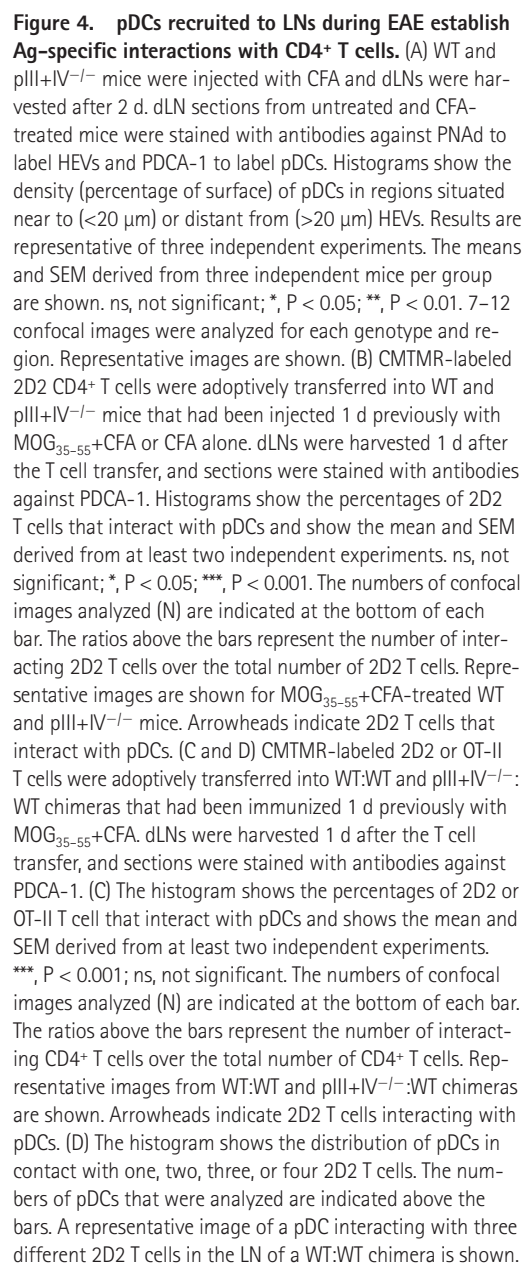 Figure 4. pDCs recruited to LNs during EAE establish
Ag-specific interactions with CD4⁺ T cells. (A) WT and
pIII+IV⁻/⁻ mice were injected with CFA and dLNs were har-
vested after 2 d. dLN sections from untreated and CFA-
treated mice were stained with antibodies against PNAd to
label HEVs and PDCA-1 to label pDCs. Histograms show the
density (percentage of surface) of pDCs in regions situated
near to (<20 µm) or distant from (>20 µm) HEVs. Results are
representative of three independent experiments. The means
and SEM derived from three independent mice per group
are shown. ns, not significant; *, P < 0.05; **, P < 0.01. 7–12
confocal images were analyzed for each genotype and re-
gion. Representative images are shown. (B) CMTMR-labeled
2D2 CD4⁺ T cells were adoptively transferred into WT and
pIII+IV⁻/⁻ mice that had been injected 1 d previously with
MOG₃₅₋₅₅+CFA or CFA alone. dLNs were harvested 1 d after
the T cell transfer, and sections were stained with antibodies
against PDCA-1. Histograms show the percentages of 2D2
T cells that interact with pDCs and show the mean and SEM
derived from at least two independent experiments. ns, not
significant; *, P < 0.05; ***, P < 0.001. The numbers of confocal
images analyzed (N) are indicated at the bottom of each
bar. The ratios above the bars represent the number of inter-
acting 2D2 T cells over the total number of 2D2 T cells. Repre-
sentative images are shown for MOG₃₅₋₅₅+CFA-treated WT
and pIII+IV⁻/⁻ mice. Arrowheads indicate 2D2 T cells that
interact with pDCs. (C and D) CMTMR-labeled 2D2 or OT-II
T cells were adoptively transferred into WT:WT and pIII+IV⁻/⁻:
WT chimeras that had been immunized 1 d previously with
MOG₃₅₋₅₅+CFA. dLNs were harvested 1 d after the T cell
transfer, and sections were stained with antibodies against
PDCA-1. (C) The histogram shows the percentages of 2D2 or
OT-II T cell that interact with pDCs and shows the mean and
SEM derived from at least two independent experiments.
***, P < 0.001; ns, not significant. The numbers of confocal
images analyzed (N) are indicated at the bottom of each bar.
The ratios above the bars represent the number of interact-
ing CD4⁺ T cells over the total number of CD4⁺ T cells. Rep-
resentative images from WT:WT and pIII+IV⁻/⁻:WT chimeras
are shown. Arrowheads indicate 2D2 T cells interacting with
pDCs. (D) The histogram shows the distribution of pDCs in
contact with one, two, three, or four 2D2 T cells. The num-
bers of pDCs that were analyzed are indicated above the
bars. A representative image of a pDC interacting with three
different 2D2 T cells in the LN of a WT:WT chimera is shown.